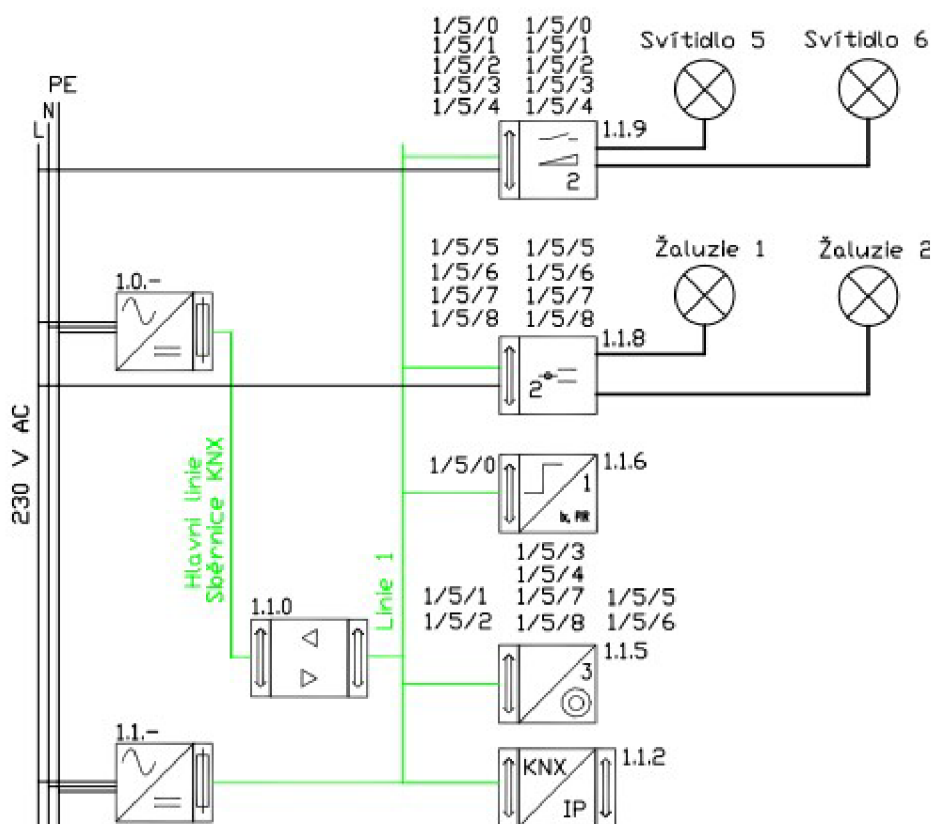 1/5/0 1/5/0
1/5/1 1/5/1
1/5/2 1/5/2
1/5/3 1/5/3
1/5/4 1/5/4
Svítidlo 5
Svítidlo 6
PE
N
L
1.1.9
2
1/5/5 1/5/5
1/5/6 1/5/6
1/5/7 1/5/7
1/5/8 1/5/8
Žaluzie 1
Žaluzie 2
1.0.-
1.1.8
2
230 V AC
Hlavní linie
Sběrnice KNX
Linie 1
1/5/0
1.1.6
1
lx, PIR
1/5/3
1/5/4
1/5/1 1/5/7 1/5/5
1/5/2 1/5/8 1/5/6
1.1.0
1.1.5
3
1.1.-
1.1.2
KNX
IP